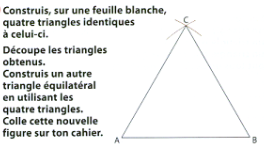 Construis, sur une feuille blanche,
quatre triangles identiques
à celui-ci.
Découpe les triangles
obtenus.
Construis un autre
triangle équilatéral
en utilisant les
quatre triangles.
Colle cette nouvelle
figure sur ton cahier.
C
A
B